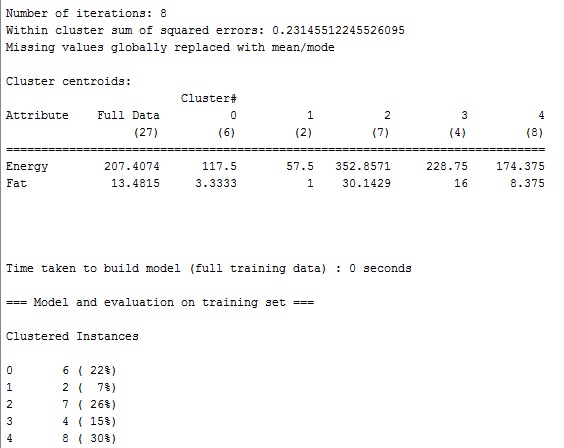 Number of iterations: 8
Within cluster sum of squared errors: 0.23145512245526095
Missing values globally replaced with mean/mode
Cluster centroids:
Cluster#
Attribute Full Data 0 1 2 3 4
(27) (6) (2) (7) (4) (8)
==========================================================================
Energy 207.4074 117.5 57.5 352.8571 228.75 174.375
Fat 13.4815 3.3333 1 30.1429 16 8.375
Time taken to build model (full training data) : 0 seconds
=== Model and evaluation on training set ===
Clustered Instances
0 6 ( 22%)
1 2 ( 7%)
2 7 ( 26%)
3 4 ( 15%)
4 8 ( 30%)